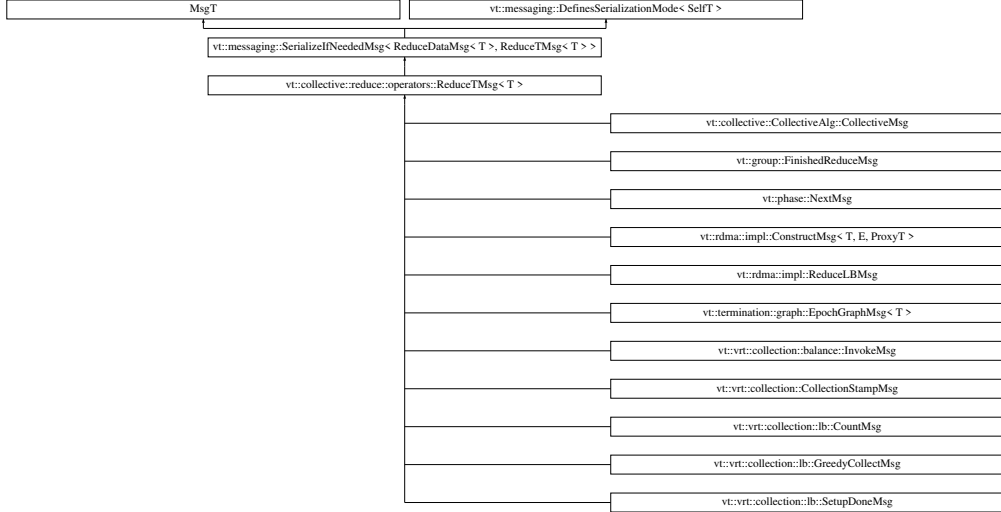 MsgT
vt::messaging::DefinesSerializationMode< SelfT >
vt::messaging::SerializeIfNeededMsg< ReduceDataMsg< T >, ReduceTMsg< T > >
vt::collective::reduce::operators::ReduceTMsg< T >
vt::collective::CollectiveAlg::CollectiveMsg
vt::group::FinishedReduceMsg
vt::phase::NextMsg
vt::rdma::impl::ConstructMsg< T, E, ProxyT >
vt::rdma::impl::ReduceLBMsg
vt::termination::graph::EpochGraphMsg< T >
vt::vrt::collection::balance::InvokeMsg
vt::vrt::collection::CollectionStampMsg
vt::vrt::collection::lb::CountMsg
vt::vrt::collection::lb::GreedyCollectMsg
vt::vrt::collection::lb::SetupDoneMsg